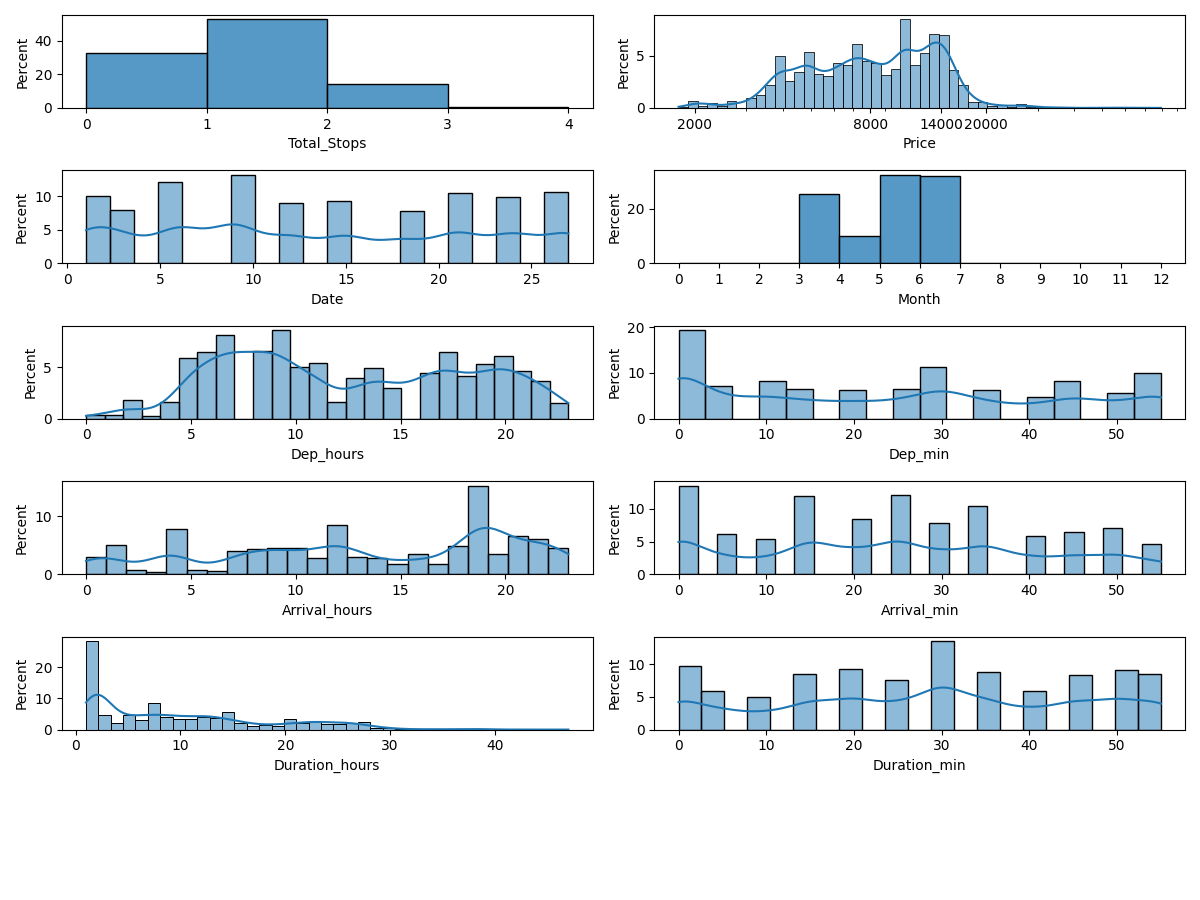 Percent
40
20
0
0 1 2 3 4
Total_Stops
Percent
5
0
2000 8000 14000 20000
Price
Percent
10
5
0
0 5 10 15 20 25
Date
Percent
20
0
0 1 2 3 4 5 6 7 8 9 10 11 12
Month
Percent
5
0
0 5 10 15 20
Dep_hours
Percent
20
10
0
0 10 20 30 40 50
Dep_min
Percent
10
0
0 5 10 15 20
Arrival_hours
Percent
10
5
0
0 10 20 30 40 50
Arrival_min
Percent
20
10
0
0 10 20 30 40
Duration_hours
Percent
10
5
0
0 10 20 30 40 50
Duration_min